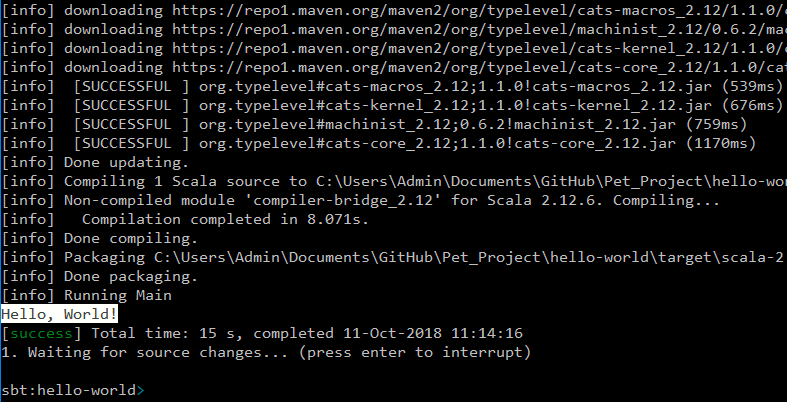 [info] downloading https://repo1.maven.org/maven2/org/typelevel/cats-macros_2.12/1.1.0/
[info] downloading https://repo1.maven.org/maven2/org/typelevel/machinist_2.12/0.6.2/ma
[info] downloading https://repo1.maven.org/maven2/org/typelevel/cats-kernel_2.12/1.1.0/
[info] downloading https://repo1.maven.org/maven2/org/typelevel/cats-core_2.12/1.1.0/cat
[info]  [SUCCESSFUL ] org.typelevel#cats-macros_2.12;1.1.0!cats-macros_2.12.jar (539ms)
[info]  [SUCCESSFUL ] org.typelevel#cats-kernel_2.12;1.1.0!cats-kernel_2.12.jar (676ms)
[info]  [SUCCESSFUL ] org.typelevel#machinist_2.12;0.6.2!machinist_2.12.jar (759ms)
[info]  [SUCCESSFUL ] org.typelevel#cats-core_2.12;1.1.0!cats-core_2.12.jar (1170ms)
[info] Done updating.
[info] Compiling 1 Scala source to C:\Users\Admin\Documents\GitHub\Pet_Project\hello-wor
[info] Non-compiled module 'compiler-bridge_2.12' for Scala 2.12.6. Compiling...
[info]   Compilation completed in 8.071s.
[info] Done compiling.
[info] Packaging C:\Users\Admin\Documents\GitHub\Pet_Project\hello-world\target\scala-2
[info] Done packaging.
[info] Running Main
Hello, World!
[success] Total time: 15 s, completed 11-Oct-2018 11:14:16
1. Waiting for source changes... (press enter to interrupt)
sbt:hello-world>